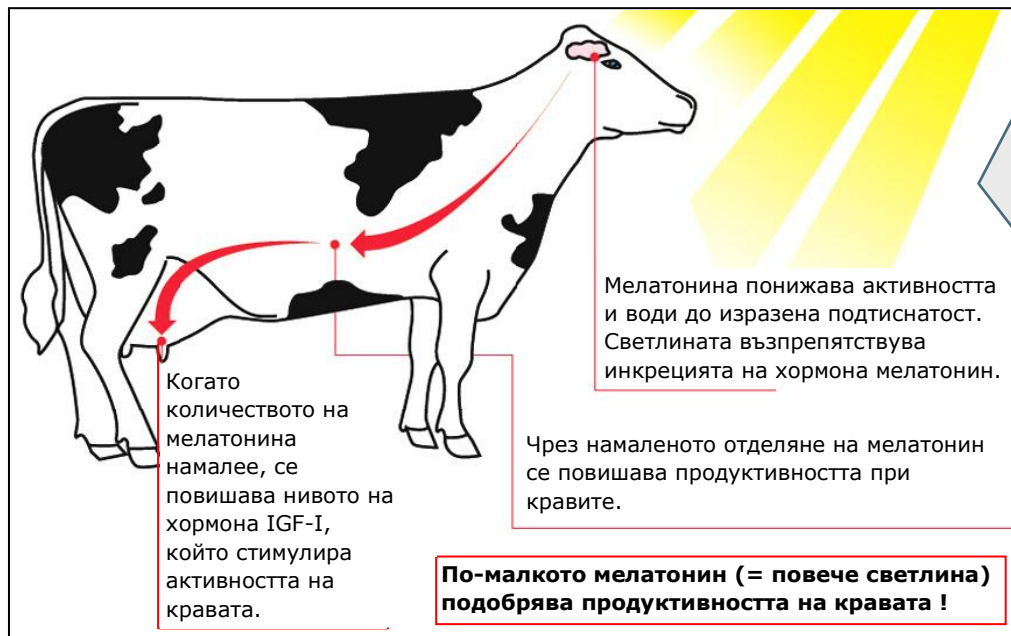 Мелатонина понижава активността
и води до изразена подтиснатост.
Светлината възпрепятствува
инкрецията на хормона мелатонин.
Чрез намаленото отделяне на мелатонин
се повишава продуктивността при
кравите.
Когато
количеството на
мелатонина
намалее, се
повишава нивото на
хормона IGF-I,
който стимулира
активността на
кравата.
По-малкото мелатонин (= повече светлина)
подобрява продуктивността на кравата !